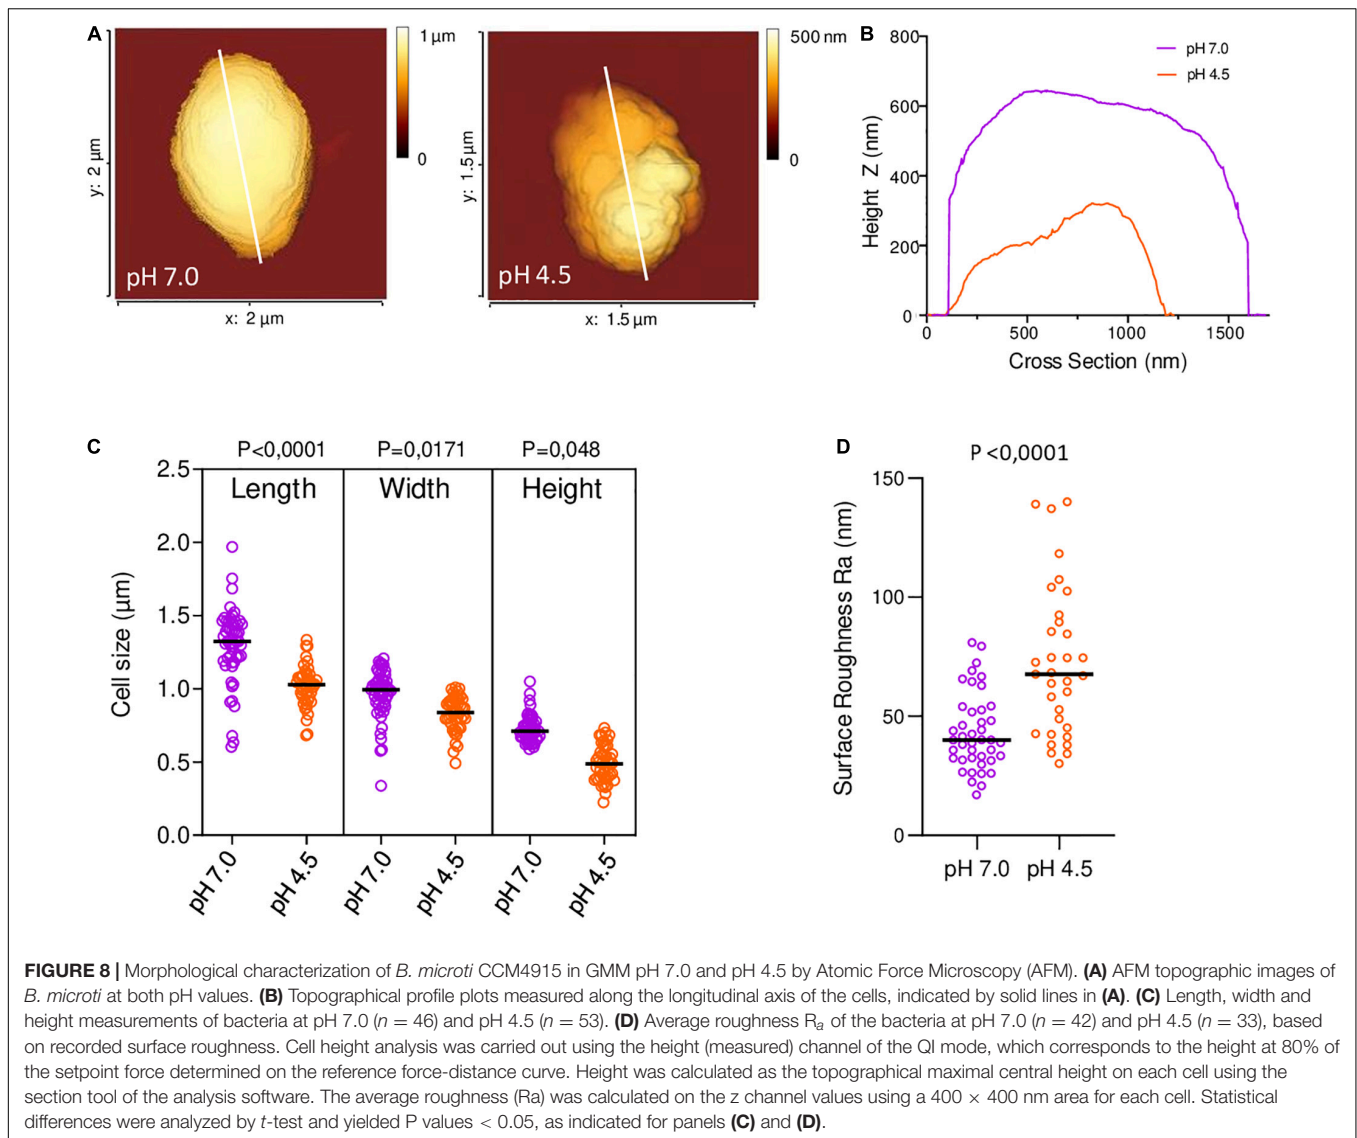 A
1 µm
0
y: 2 µm
x: 2 µm
pH 7.0
500 nm
0
y: 1.5 µm
x: 1.5 µm
pH 4.5
B
800
600
400
200
0
Height Z (nm)
0 500 1000 1500
Cross Section (nm)
pH 7.0
pH 4.5
C
P<0,0001 P=0,0171 P=0,048
Length Width Height
2.5
2.0
1.5
1.0
0.5
0.0
Cell size (µm)
pH 7.0 pH 4.5 pH 7.0 pH 4.5 pH 7.0 pH 4.5
D
P <0,0001
150
100
50
0
Surface Roughness Ra (nm)
pH 7.0 pH 4.5
FIGURE 8 | Morphological characterization of B. microti CCM4915 in GMM pH 7.0 and pH 4.5 by Atomic Force Microscopy (AFM). (A) AFM topographic images of
B. microti at both pH values. (B) Topographical profile plots measured along the longitudinal axis of the cells, indicated by solid lines in (A). (C) Length, width and
height measurements of bacteria at pH 7.0 (n = 46) and pH 4.5 (n = 53). (D) Average roughness Ra of the bacteria at pH 7.0 (n = 42) and pH 4.5 (n = 33), based
on recorded surface roughness. Cell height analysis was carried out using the height (measured) channel of the QI mode, which corresponds to the height at 80% of
the setpoint force determined on the reference force-distance curve. Height was calculated as the topographical maximal central height on each cell using the
section tool of the analysis software. The average roughness (Ra) was calculated on the z channel values using a 400 × 400 nm area for each cell. Statistical
differences were analyzed by t-test and yielded P values < 0.05, as indicated for panels (C) and (D).